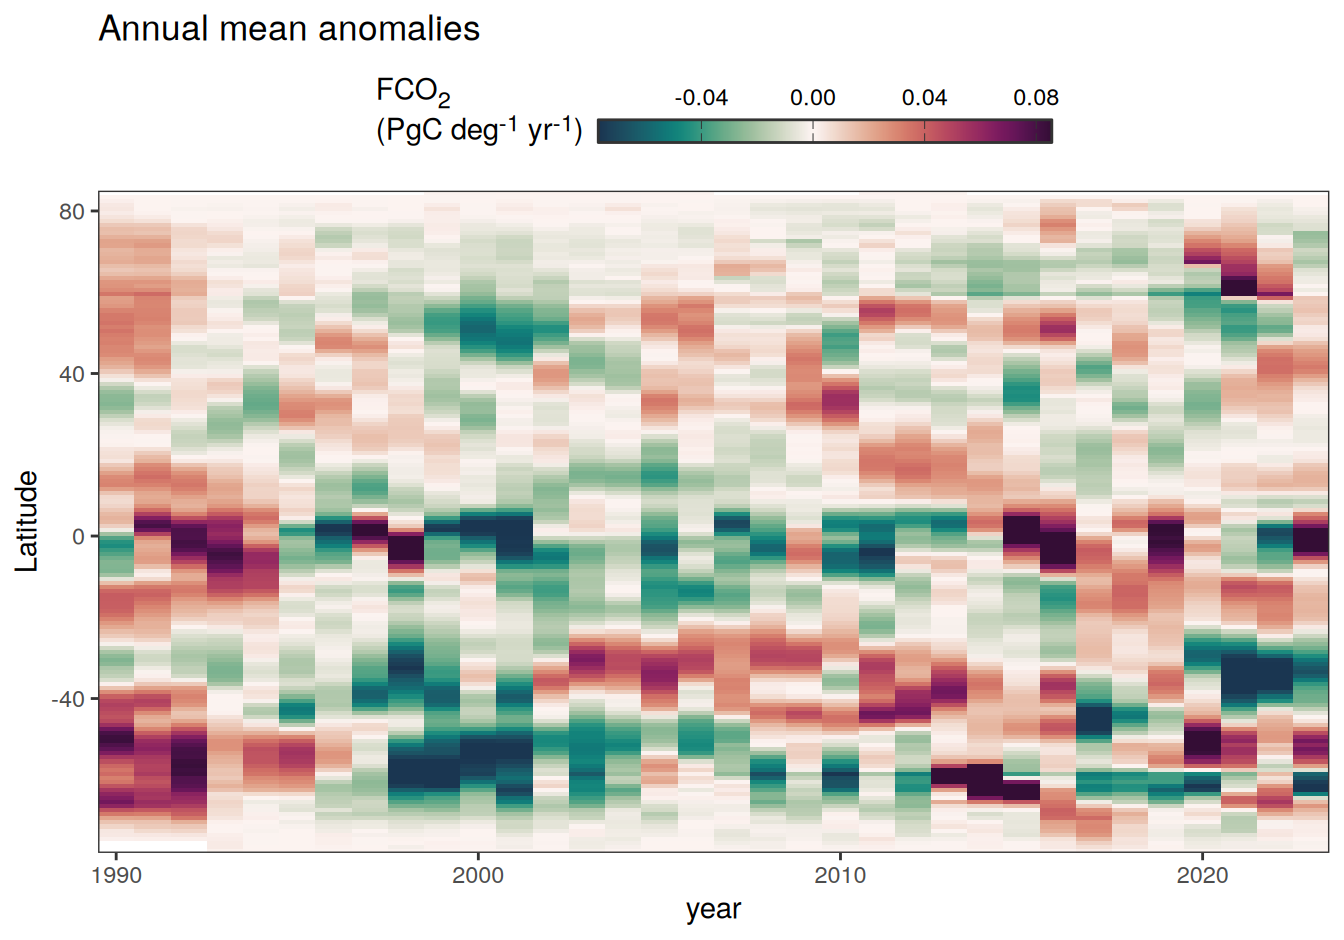 Annual mean anomalies
FCO₂
(PgC deg⁻¹ yr⁻¹)
-0.04 0.00 0.04 0.08
80
40
0
-40
Latitude
1990 2000 2010 2020
year